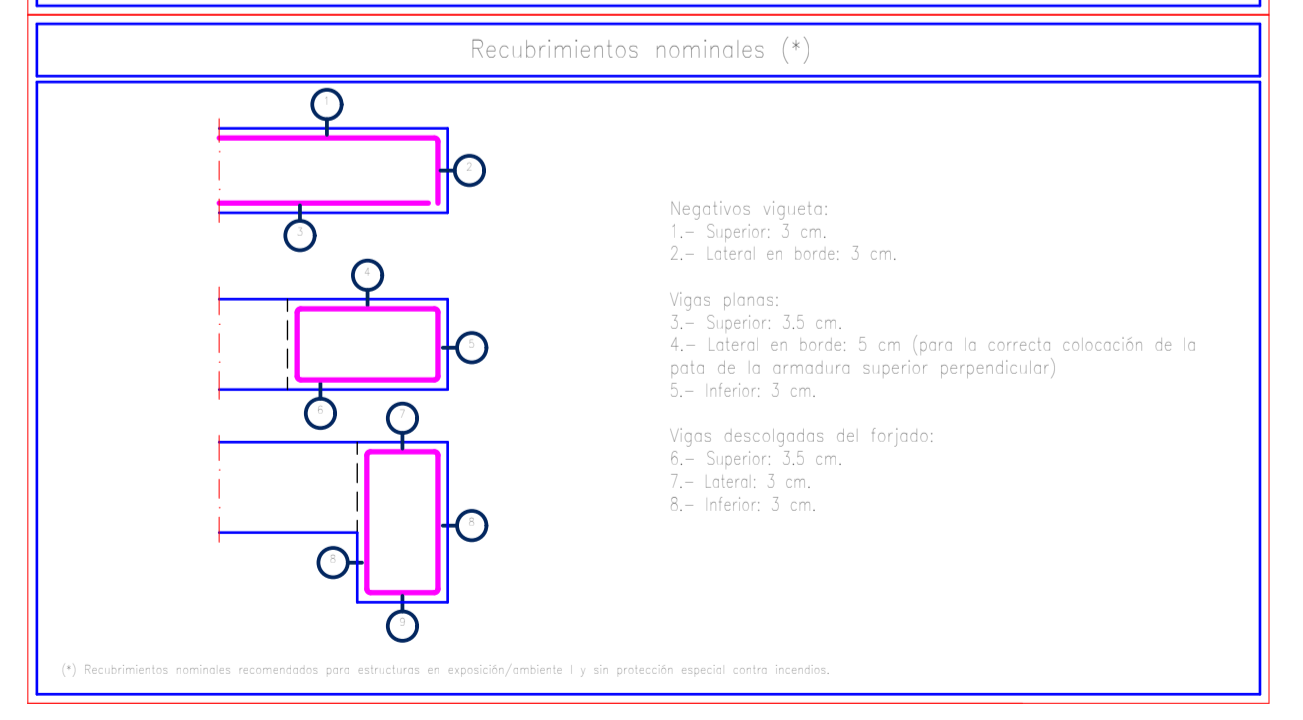 Recubrimientos nominales (*)
1
2
3
4
5
6
7
8
8
9
Negativos vigueta:
1.- Superior: 3 cm.
2.- Lateral en borde: 3 cm.
Vigas planas:
3.- Superior: 3.5 cm.
4.- Lateral en borde: 5 cm (para la correcta colocación de la
pata de la armadura superior perpendicular)
5.- Inferior: 3 cm.
Vigas descolgadas del forjado:
6.- Superior: 3.5 cm.
7.- Lateral: 3 cm.
8.- Inferior: 3 cm.
(*) Recubrimientos nominales recomendados para estructuras en exposición/ambiente I y sin protección especial contra incendios.